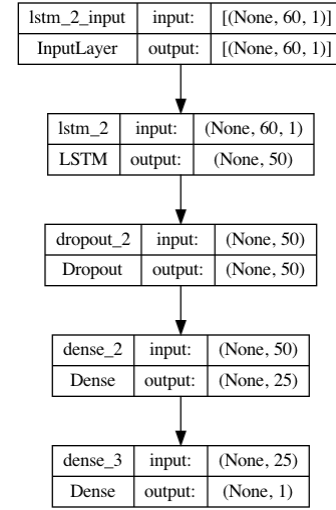 lstm_2_input input: [(None, 60, 1)]
InputLayer output: [(None, 60, 1)]
lstm_2 input: (None, 60, 1)
LSTM output: (None, 50)
dropout_2 input: (None, 50)
Dropout output: (None, 50)
dense_2 input: (None, 50)
Dense output: (None, 25)
dense_3 input: (None, 25)
Dense output: (None, 1)